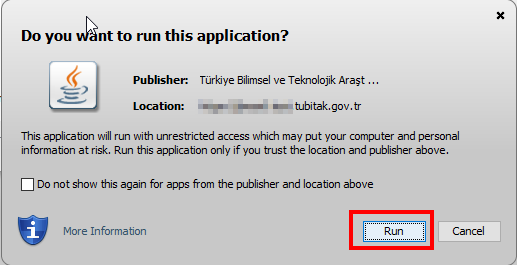 Do you want to run this application?
Publisher: Türkiye Bilimsel ve Teknolojik Araşt ...
Location: tubitak.gov.tr
This application will run with unrestricted access which may put your computer and personal
information at risk. Run this application only if you trust the location and publisher above.
Do not show this again for apps from the publisher and location above
More Information
Run
Cancel